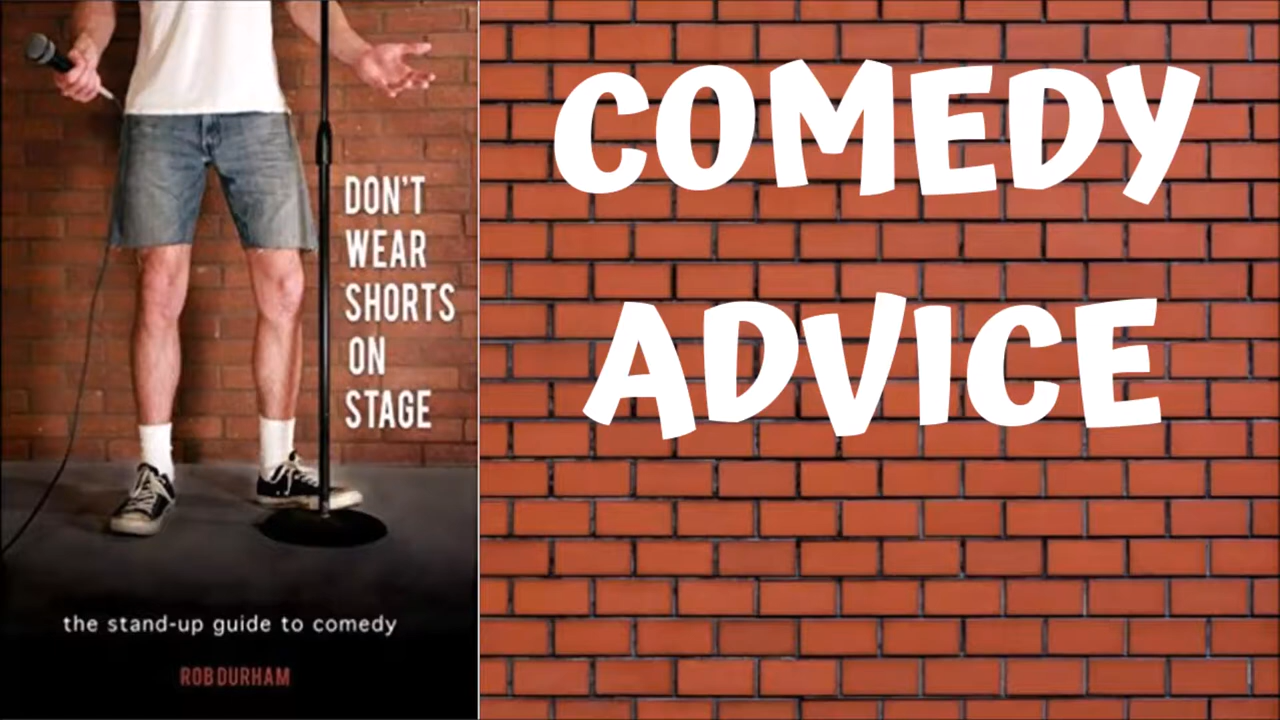 DON'T
WEAR
SHORTS
ON
STAGE
the stand-up guide to comedy
ROB DURHAM
COMEDY
ADVICE